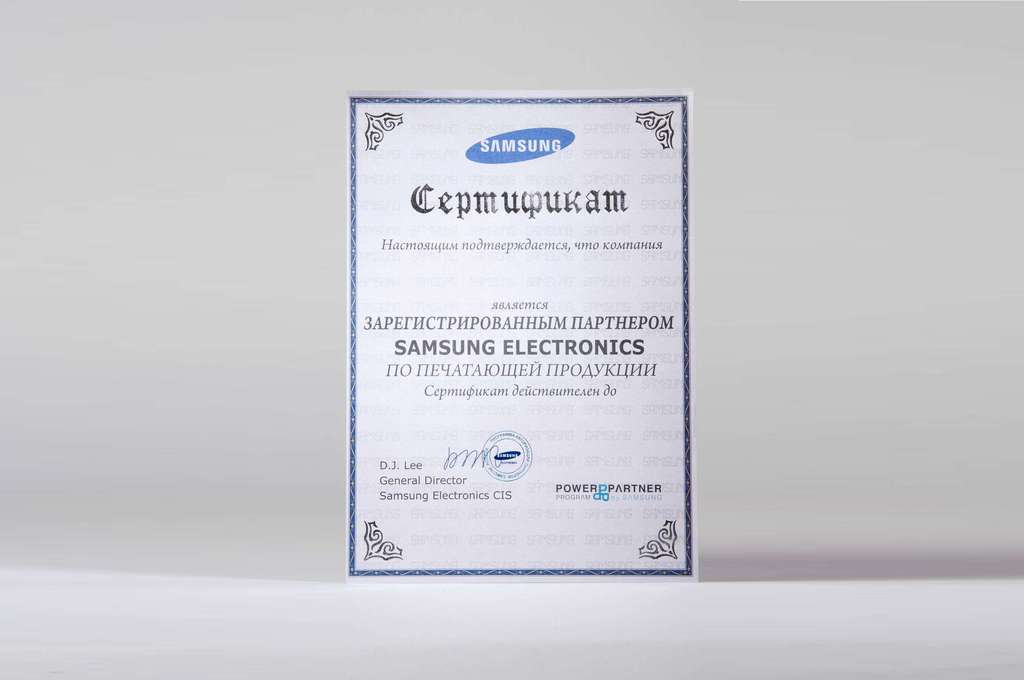 SAMSUNG
Сертификат
Настоящим подтверждается, что компания
является
ЗАРЕГИСТРИРОВАННЫМ ПАРТНЕРОМ
SAMSUNG ELECTRONICS
ПО ПЕЧАТАЮЩЕЙ ПРОДУКЦИИ
Сертификат действителен до
SAMSUNG
D.J. Lee
General Director
Samsung Electronics CIS
POWER PARTNER
PROGRAM by SAMSUNG